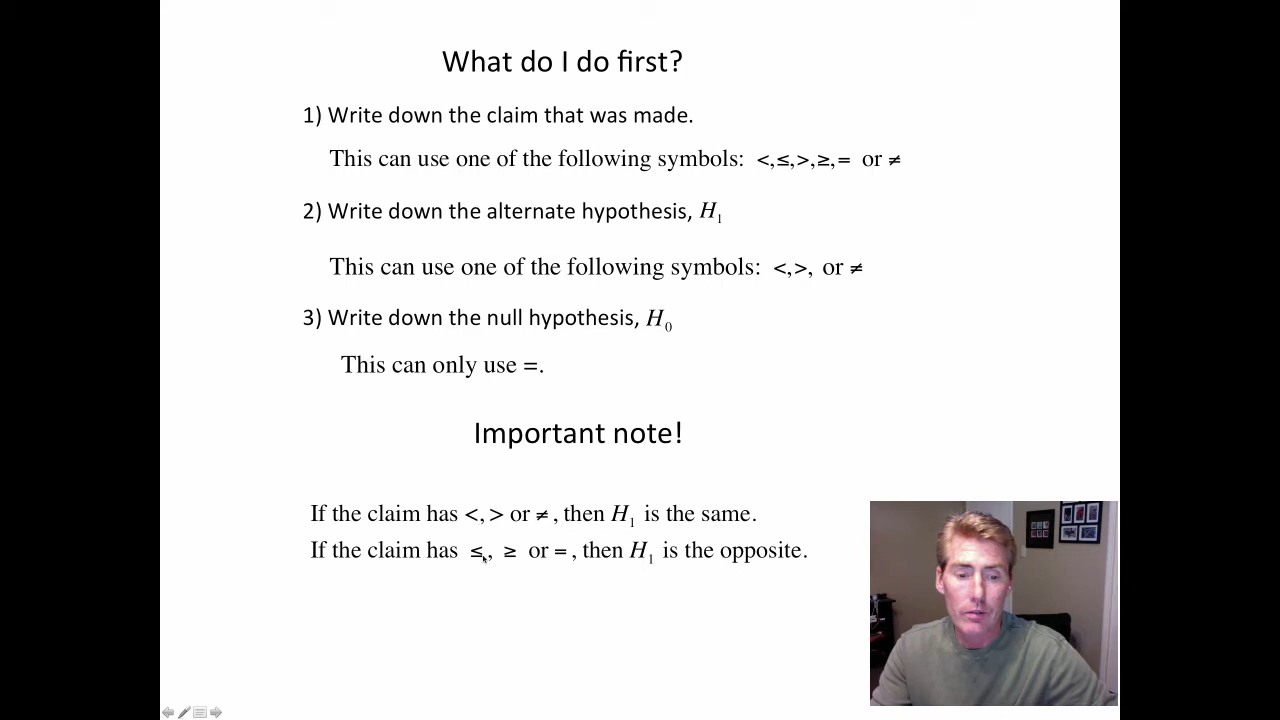 What do I do first?
1) Write down the claim that was made.
This can use one of the following symbols: <,≤,>,≥,= or ≠
2) Write down the alternate hypothesis, H₁
This can use one of the following symbols: <,>, or ≠
3) Write down the null hypothesis, H₀
This can only use =.
Important note!
If the claim has <, > or ≠, then H₁ is the same.
If the claim has ≤, ≥ or =, then H₁ is the opposite.